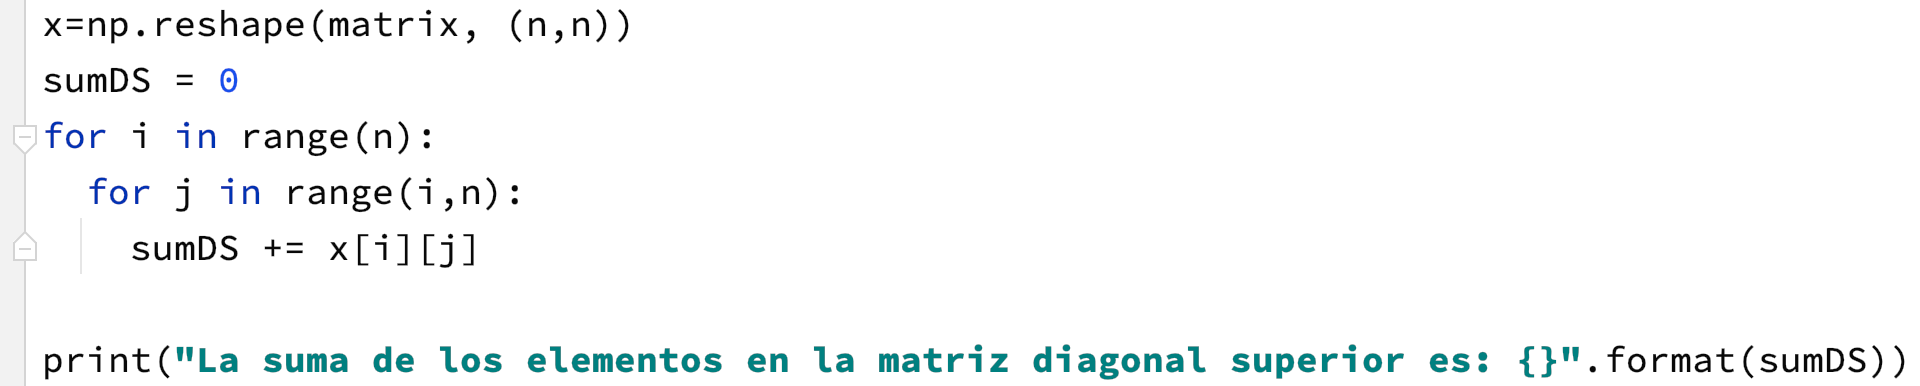 x=np.reshape(matrix, (n,n))
sumDS = 0
for i in range(n):
  for j in range(i,n):
    sumDS += x[i][j]

print("La suma de los elementos en la matriz diagonal superior es: {}".format(sumDS))